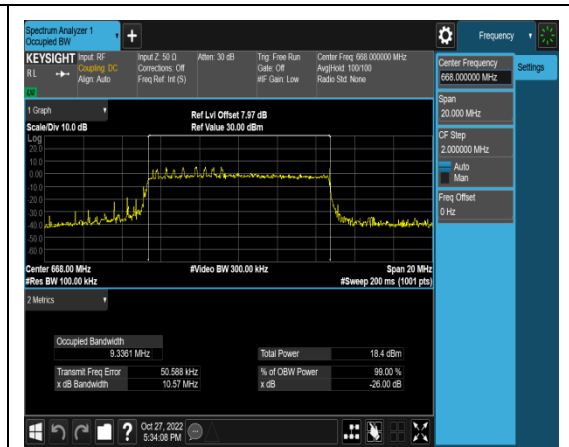 Spectrum Analyzer 1
Occupied BW
+
Frequency
KEYSIGHT
RL
Input: RF
Coupling: DC
Align: Auto
Input Z: 50 Ω
Corrections: Off
Freq Ref: Int (S)
Atten: 30 dB
Trig: Free Run
Gate: Off
#IF Gain: Low
Center Freq: 668.000000 MHz
Avg|Hold: 100/100
Radio Std: None
Center Frequency
668.000000 MHz
Settings
Span
20.000 MHz
CF Step
2.000000 MHz
Auto
Man
Freq Offset
0 Hz
1 Graph
Scale/Div 10.0 dB
Ref Lvl Offset 7.97 dB
Ref Value 30.00 dBm
Log
20.0
10.0
0.00
-10.0
-20.0
-30.0
-40.0
-50.0
-60.0
Center 668.00 MHz
#Video BW 300.00 kHz
Span 20 MHz
#Res BW 100.00 kHz
#Sweep 200 ms (1001 pts)
2 Metrics
Occupied Bandwidth
9.3361 MHz
Total Power
18.4 dBm
Transmit Freq Error
50.588 kHz
% of OBW Power
99.00 %
x dB Bandwidth
10.57 MHz
x dB
-26.00 dB
?
Oct 27, 2022
5:34:08 PM